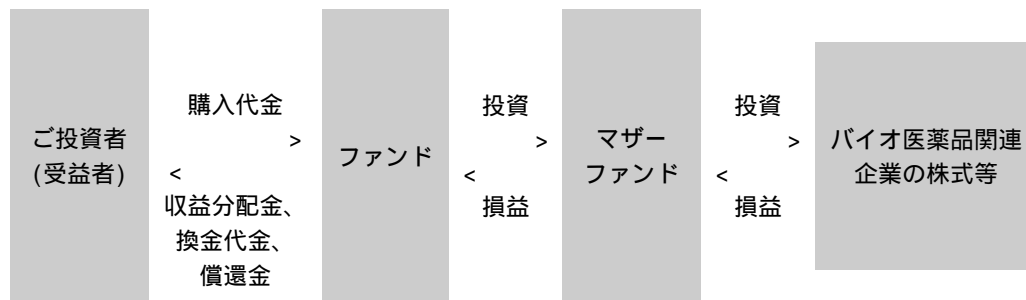 ご投資者
(受益者)
購入代金
>
<
収益分配金、
換金代金、
償還金
ファンド
投資
>
<
損益
マザー
ファンド
投資
>
<
損益
バイオ医薬品関連
企業の株式等